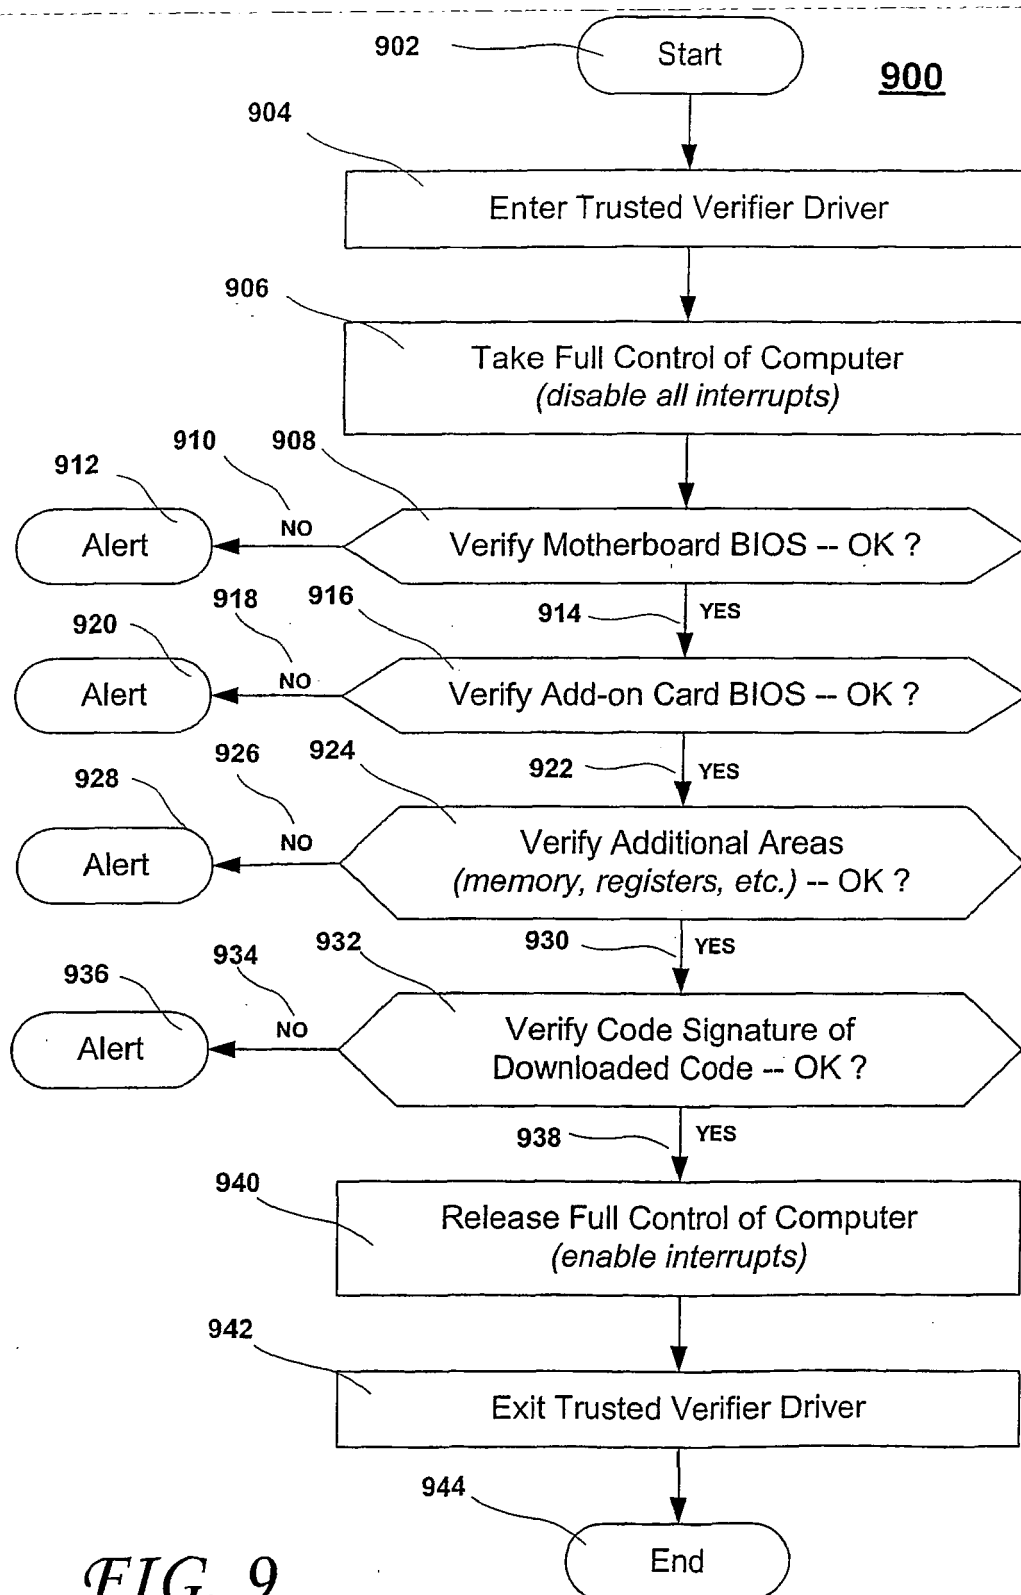 902
Start
900
904
Enter Trusted Verifier Driver
906
Take Full Control of Computer
(disable all interrupts)
910
908
912
Alert
NO
Verify Motherboard BIOS -- OK ?
914
YES
918
916
920
Alert
NO
Verify Add-on Card BIOS -- OK ?
922
YES
926
924
928
Alert
NO
Verify Additional Areas
(memory, registers, etc.) -- OK ?
930
YES
934
932
936
Alert
NO
Verify Code Signature of
Downloaded Code -- OK ?
938
YES
940
Release Full Control of Computer
(enable interrupts)
942
Exit Trusted Verifier Driver
944
End
FIG. 9